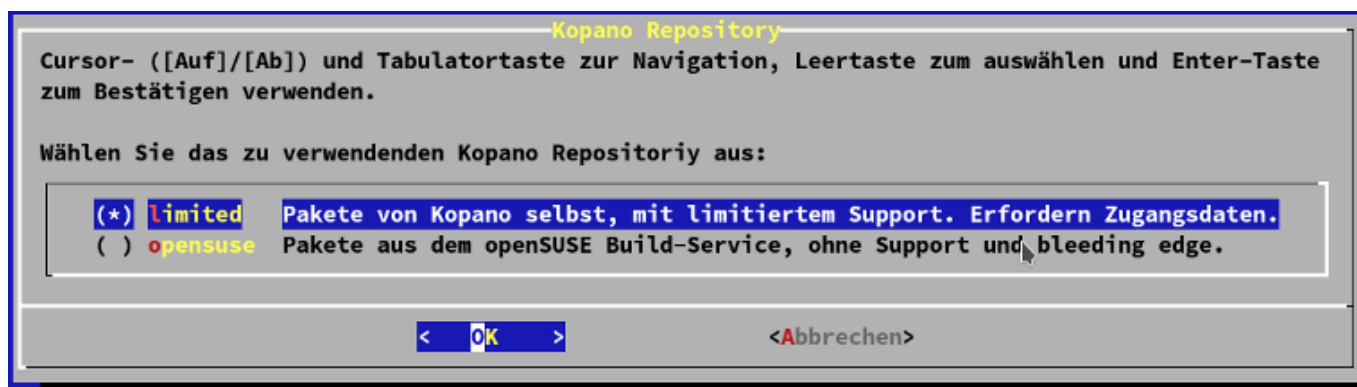 Kopano Repository
Cursor- ([Auf]/[Ab]) und Tabulatortaste zur Navigation, Leertaste zum auswählen und Enter-Taste
zum Bestätigen verwenden.
Wählen Sie das zu verwendenden Kopano Repositoriy aus:
(*) limited Pakete von Kopano selbst, mit limitiertem Support. Erfordern Zugangsdaten.
( ) opensuse Pakete aus dem openSUSE Build-Service, ohne Support und bleeding edge.
< OK > <Abbrechen>